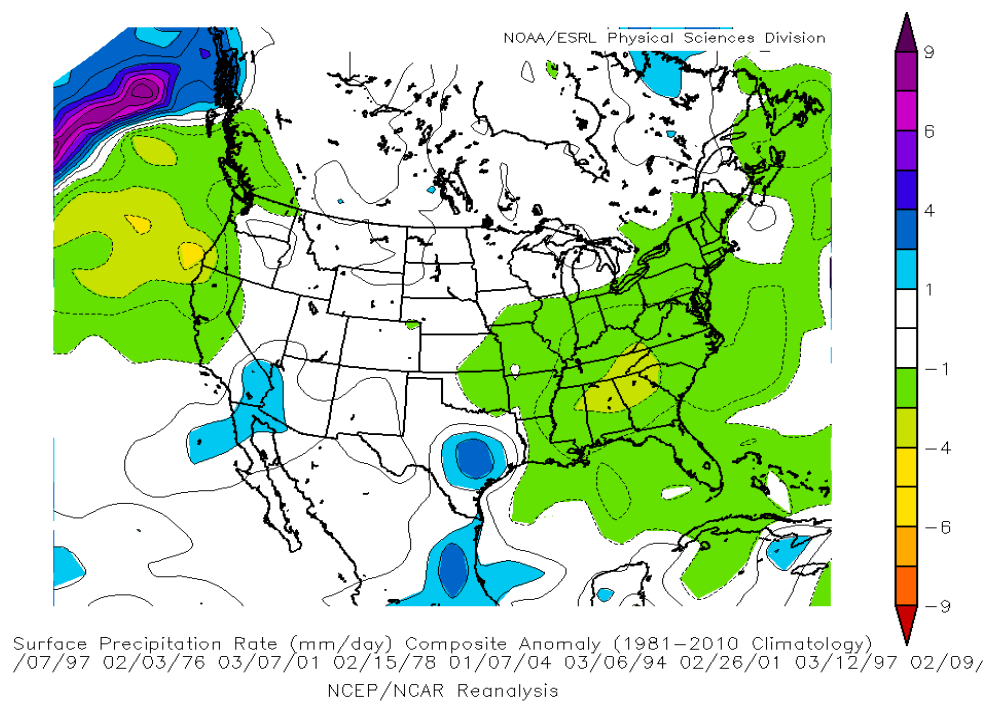 NOAA/ESRL Physical Sciences Division
9
6
4
1
−1
−4
−6
−9
Surface Precipitation Rate (mm/day) Composite Anomaly (1981−2010 Climatology)
/07/97 02/03/76 03/07/01 02/15/78 01/07/04 03/06/94 02/26/01 03/12/97 02/09/
NCEP/NCAR Reanalysis